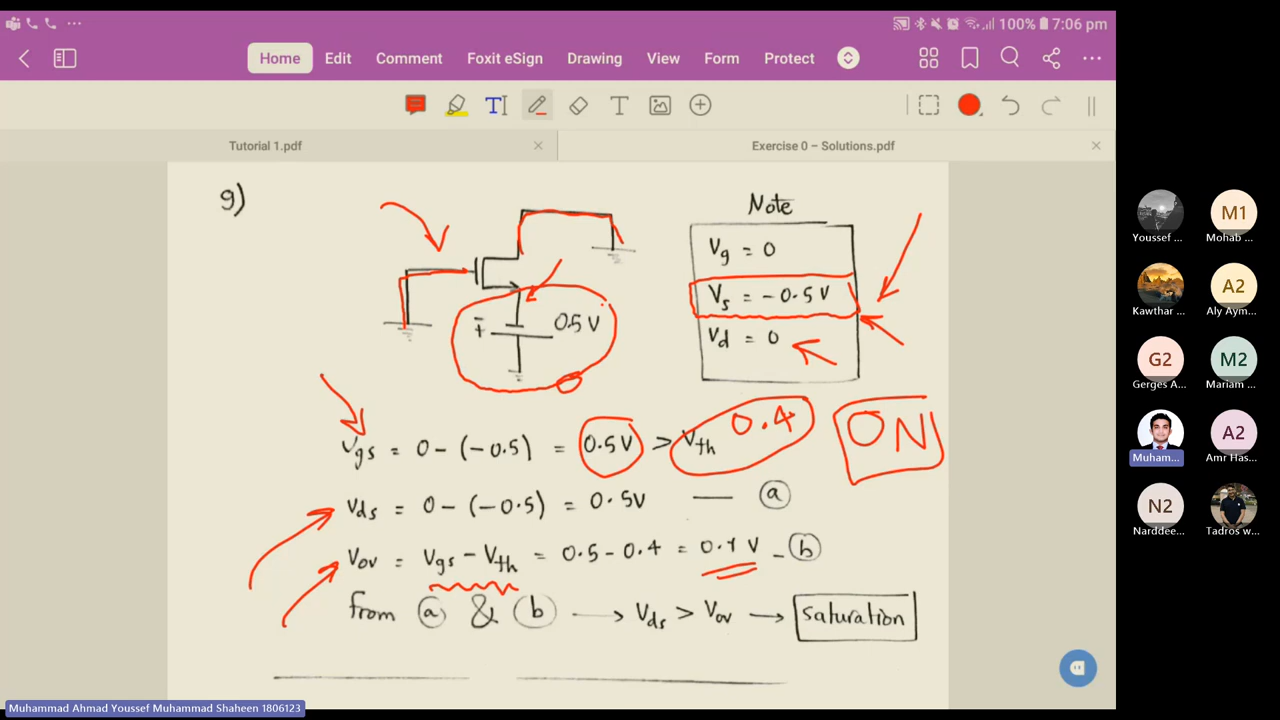 100% 7:06 pm
Home Edit Comment Foxit eSign Drawing View Form Protect
Tutorial 1.pdf
Exercise 0 – Solutions.pdf
g)
0.5 V
Note
Vg = 0
Vs = -0.5 V
Vd = 0
Vgs = 0 - (-0.5) = 0.5V > Vth 0.4 ON
Vds = 0 - (-0.5) = 0.5V — a
Vov = Vgs - Vth = 0.5 - 0.4 = 0.1 V - b
from a & b → Vds > Vov → saturation
Youssef ...
M1
Mohab ...
Kawthar ...
A2
Aly Aym...
G2
Gerges A...
M2
Mariam ...
Muham...
A2
Amr Has...
N2
Narddee...
Tadros w...
Muhammad Ahmad Youssef Muhammad Shaheen 1806123